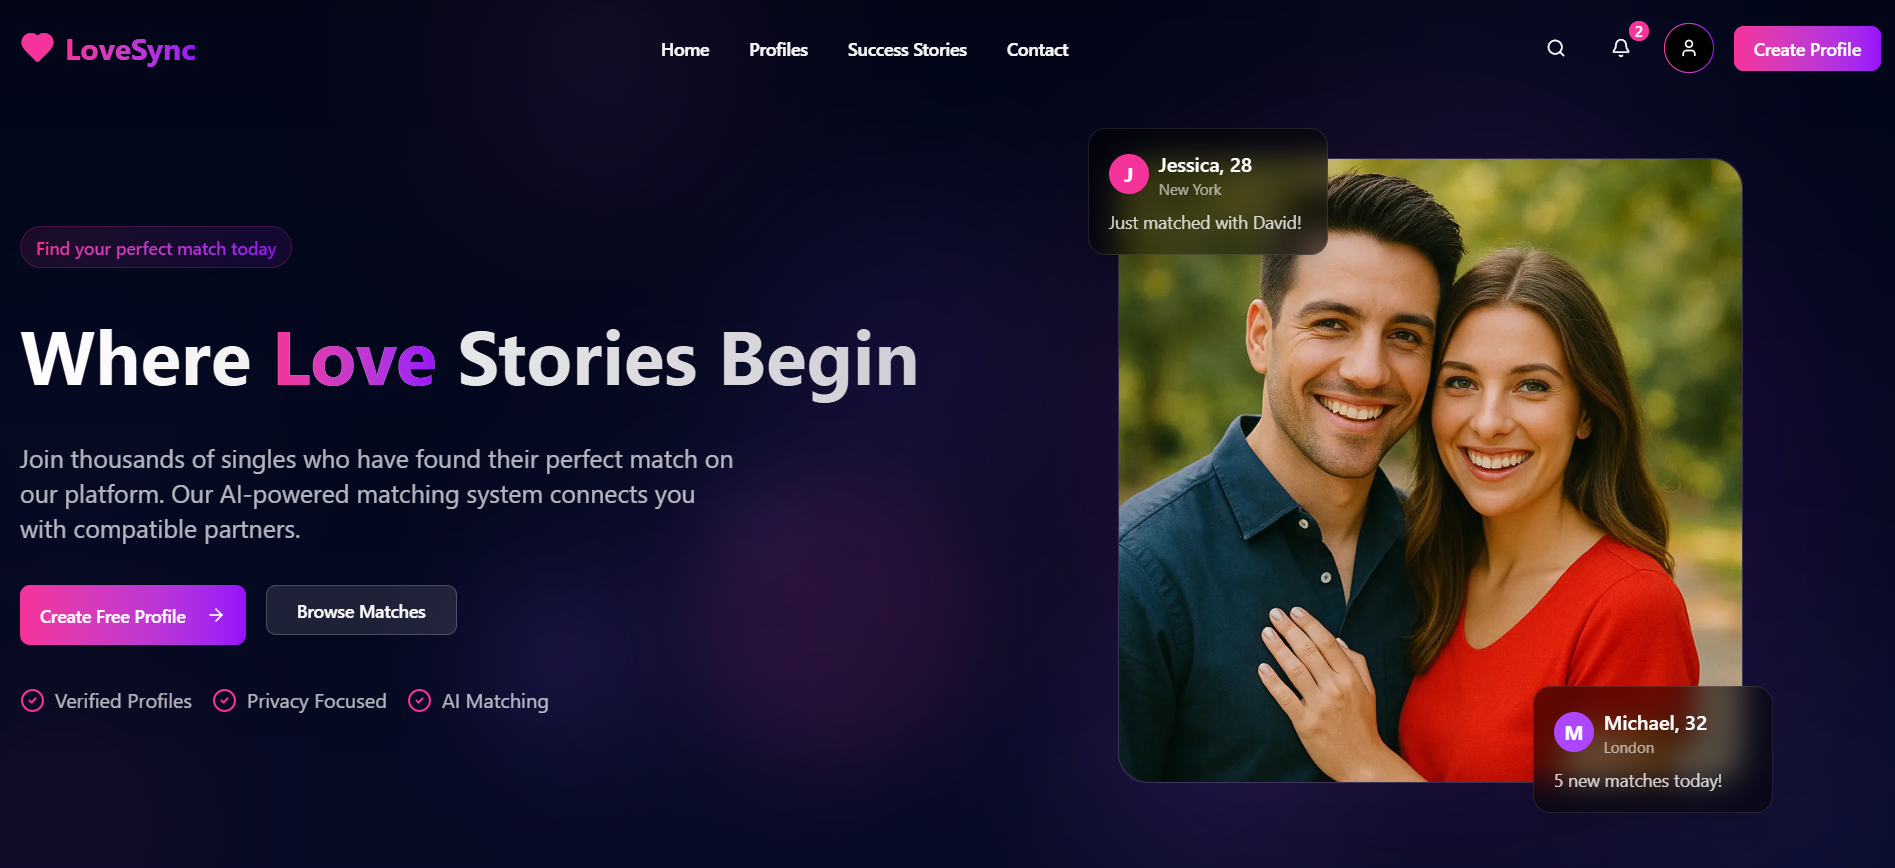 LoveSync
Home
Profiles
Success Stories
Contact
2
Create Profile
Find your perfect match today
Where Love Stories Begin
Join thousands of singles who have found their perfect match on
our platform. Our AI-powered matching system connects you
with compatible partners.
Create Free Profile
Browse Matches
Verified Profiles
Privacy Focused
AI Matching
J
Jessica, 28
New York
Just matched with David!
M
Michael, 32
London
5 new matches today!